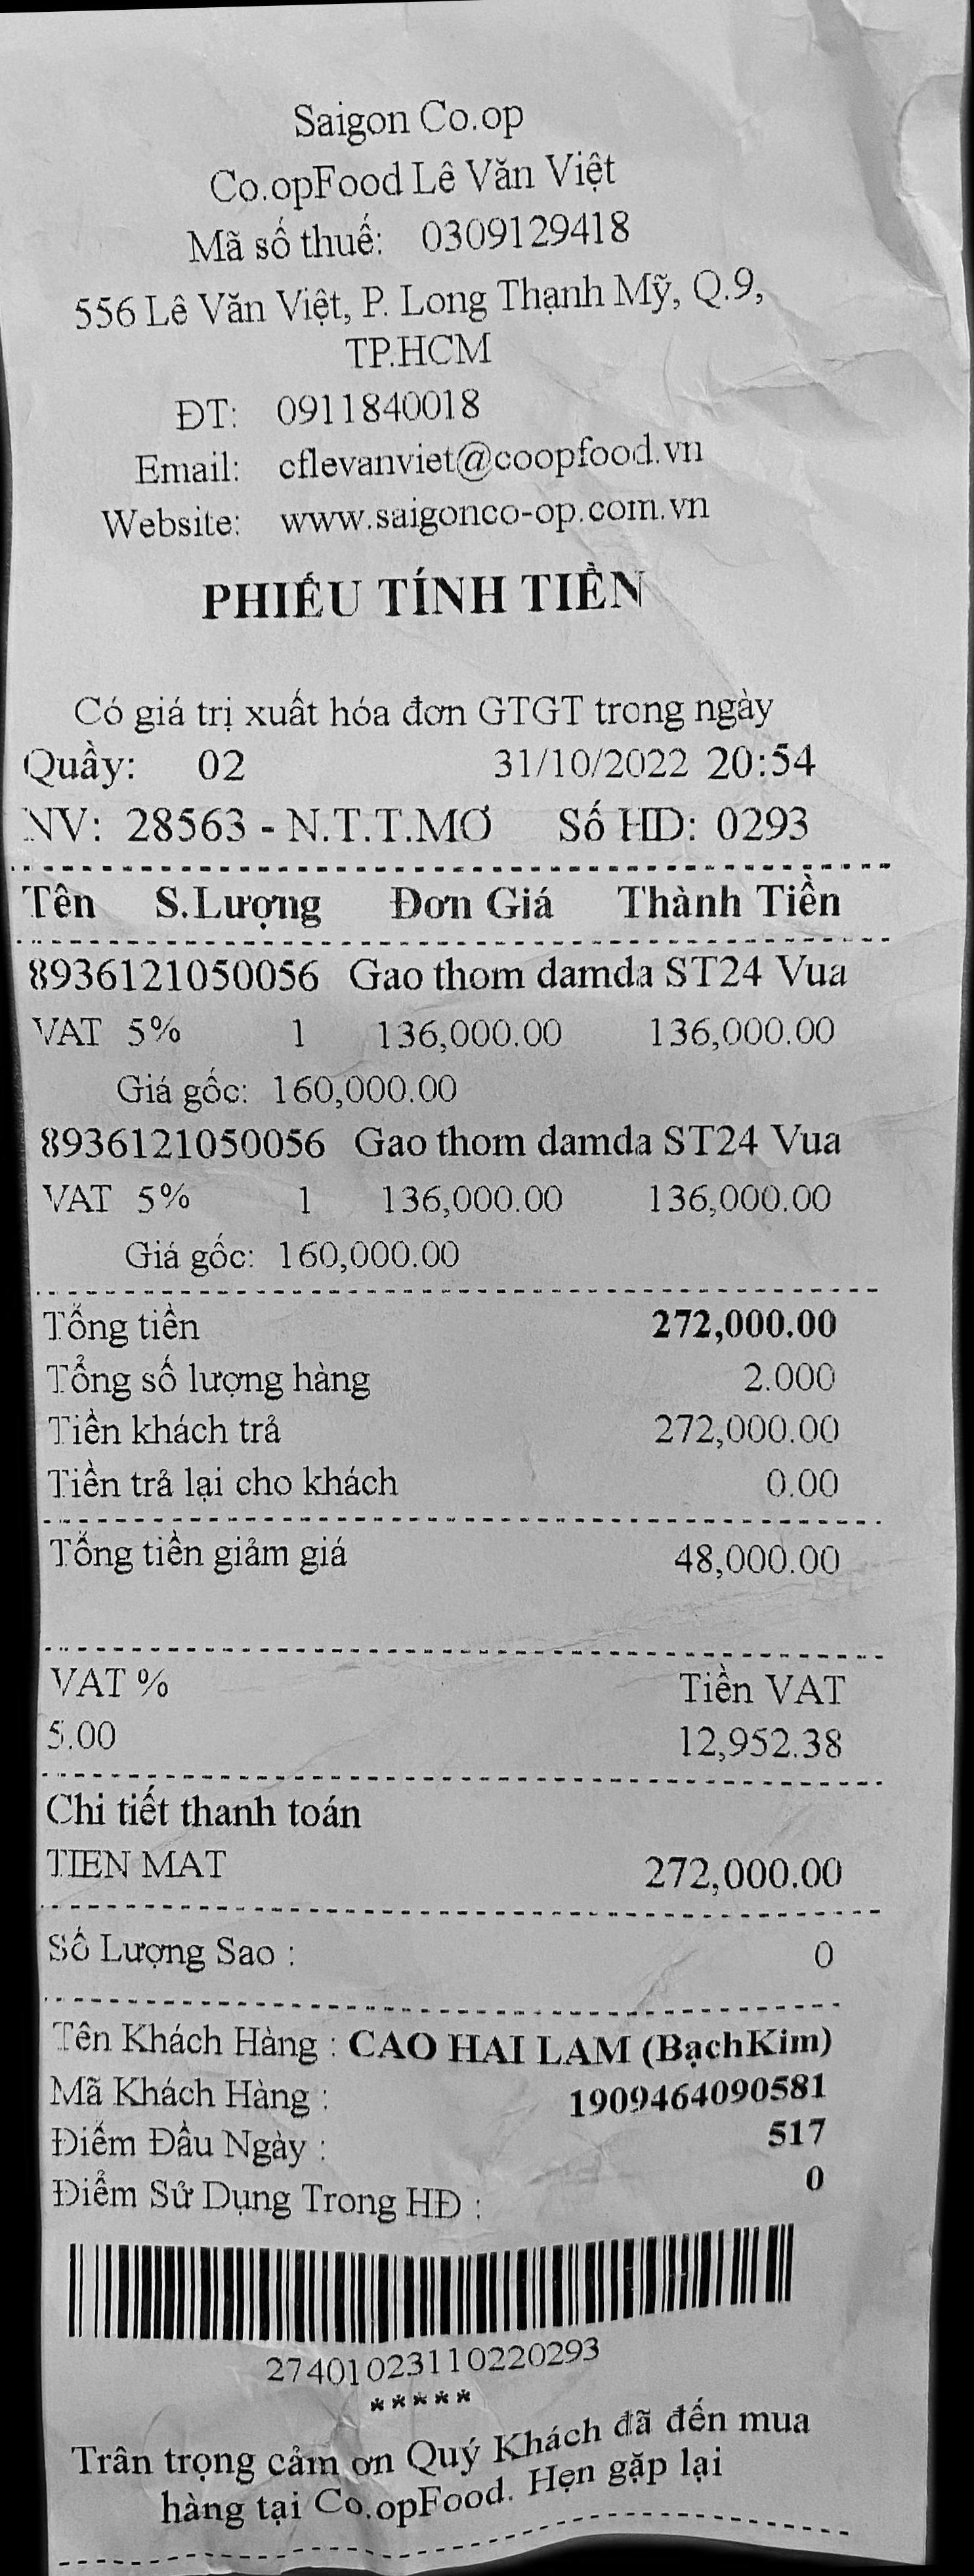 Saigon Co.op
Co.opFood Lê Văn Việt
Mã số thuế: 0309129418
556 Lê Văn Việt, P. Long Thạnh Mỹ, Q.9,
TP.HCM
ĐT: 0911840018
Email: cflevanviet@coopfood.vn
Website: www.saigonco-op.com.vn
PHIẾU TÍNH TIỀN
Có giá trị xuất hóa đơn GTGT trong ngày
Quầy: 02 31/10/2022 20:54
NV: 28563 - N.T.T.MƠ Số HD: 0293
Tên S.Lượng Đơn Giá Thành Tiền
8936121050056 Gao thom damda ST24 Vua
VAT 5% 1 136,000.00 136,000.00
Giá gốc: 160,000.00
8936121050056 Gao thom damda ST24 Vua
VAT 5% 1 136,000.00 136,000.00
Giá gốc: 160,000.00
Tổng tiền 272,000.00
Tổng số lượng hàng 2.000
Tiền khách trả 272,000.00
Tiền trả lại cho khách 0.00
Tổng tiền giảm giá 48,000.00
VAT % Tiền VAT
5.00 12,952.38
Chi tiết thanh toán
TIEN MAT 272,000.00
Số Lượng Sao : 0
Tên Khách Hàng : CAO HAI LAM (BạchKim)
Mã Khách Hàng : 1909464090581
Điểm Đầu Ngày : 517
Điểm Sử Dụng Trong HĐ : 0
27401023110220293
*****
Trân trọng cảm ơn Quý Khách đã đến mua
hàng tại Co.opFood. Hẹn gặp lại